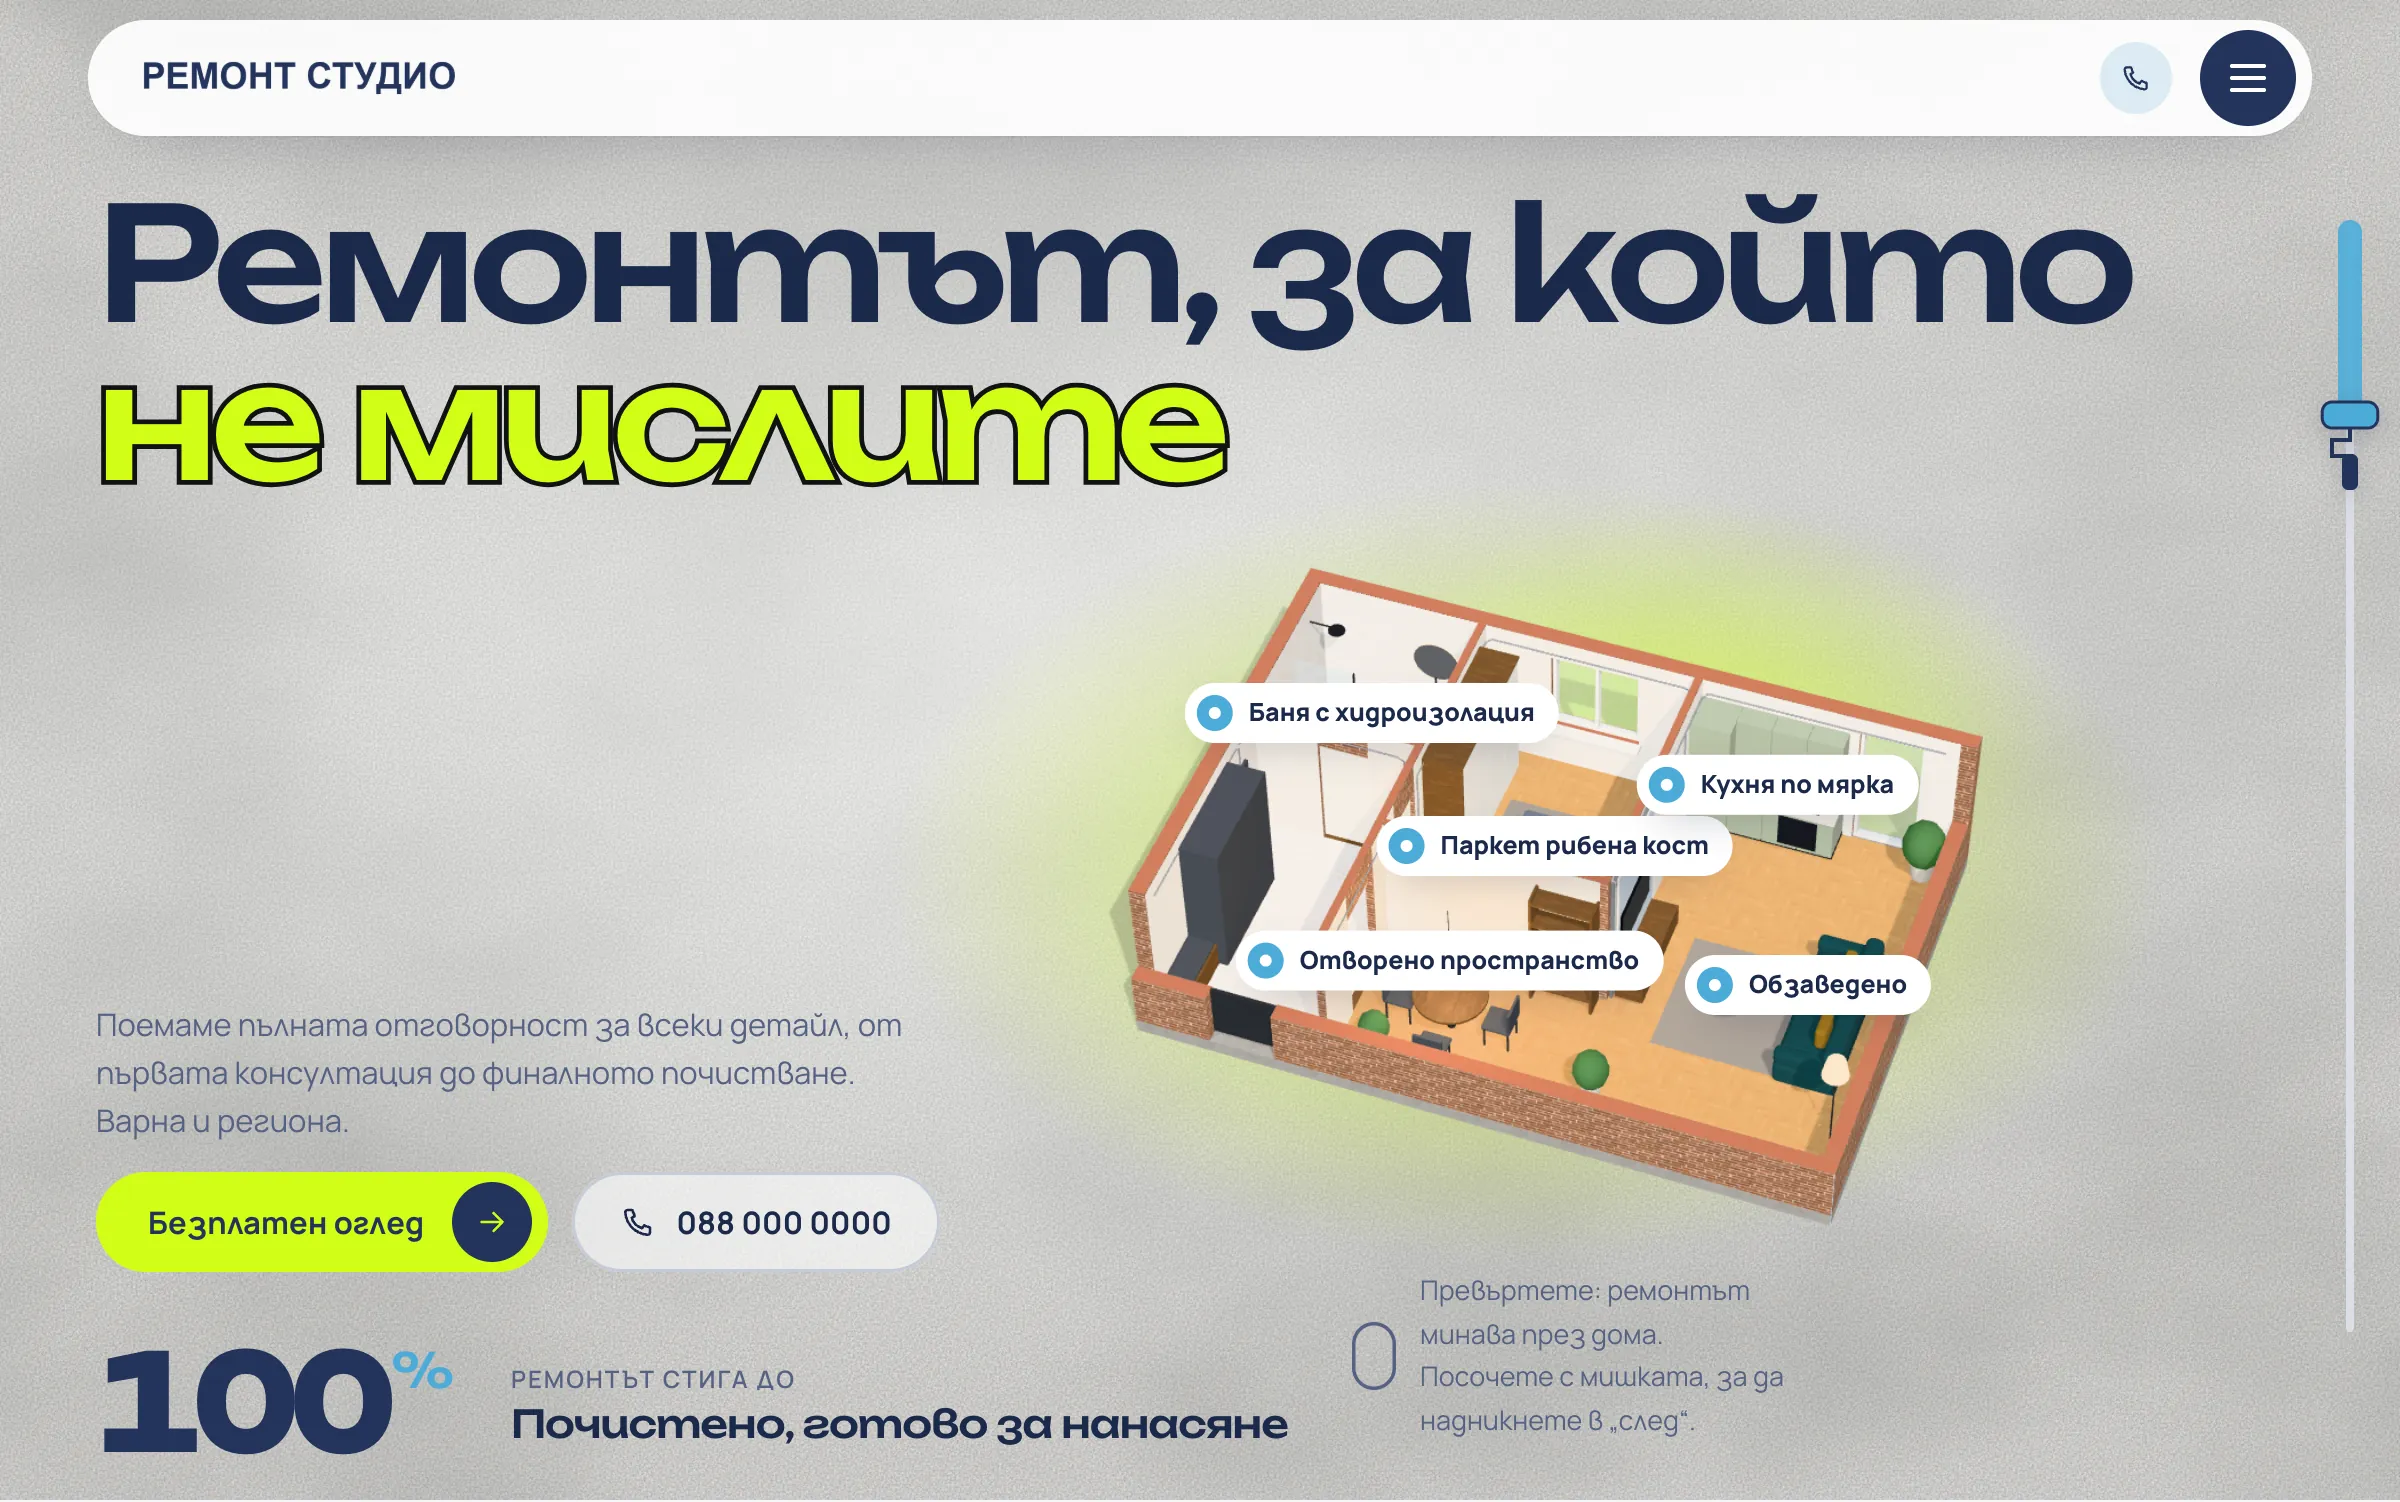 РЕМОНТ СТУДИО
Ремонтът, за който
не мислите
Баня с хидроизолация
Кухня по мярка
Паркет рибена кост
Отворено пространство
Обзаведено
Поемаме пълната отговорност за всеки детайл, от
първата консултация до финалното почистване.
Варна и региона.
Безплатен оглед
088 000 0000
100%
РЕМОНТЪТ СТИГА ДО
Почистено, готово за нанасяне
Превъртете: ремонтът
минава през дома.
Посочете с мишката, за да
надникнете в „след“.